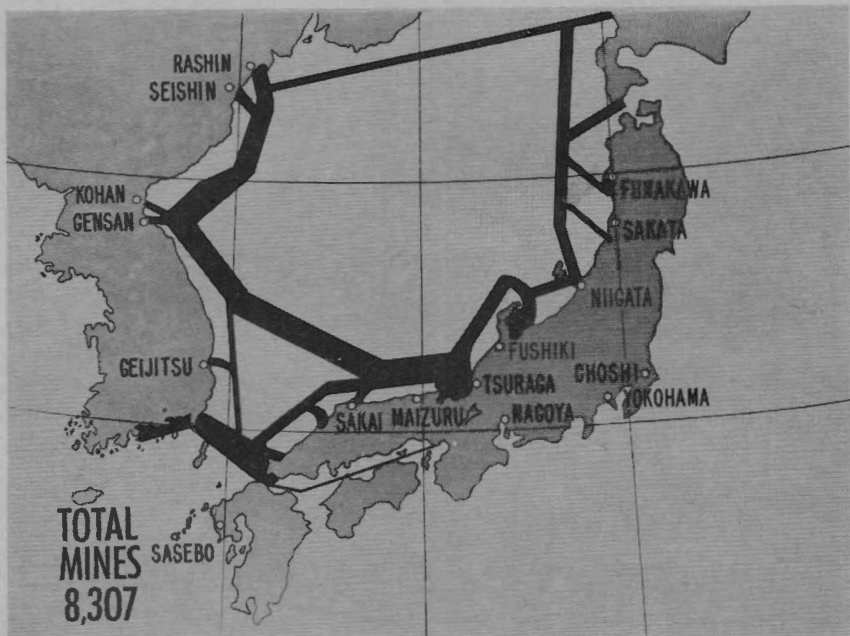 RASHIN
SEISHIN
KOHAN
GENSAN
FUNAKAWA
SAKATA
NIIGATA
GEIJITSU
FUSHIKI
TSURAGA
CHOSHI
YOKOHAMA
SAKAI
MAIZURU
NAGOYA
SASEBO
TOTAL
MINES
8,307